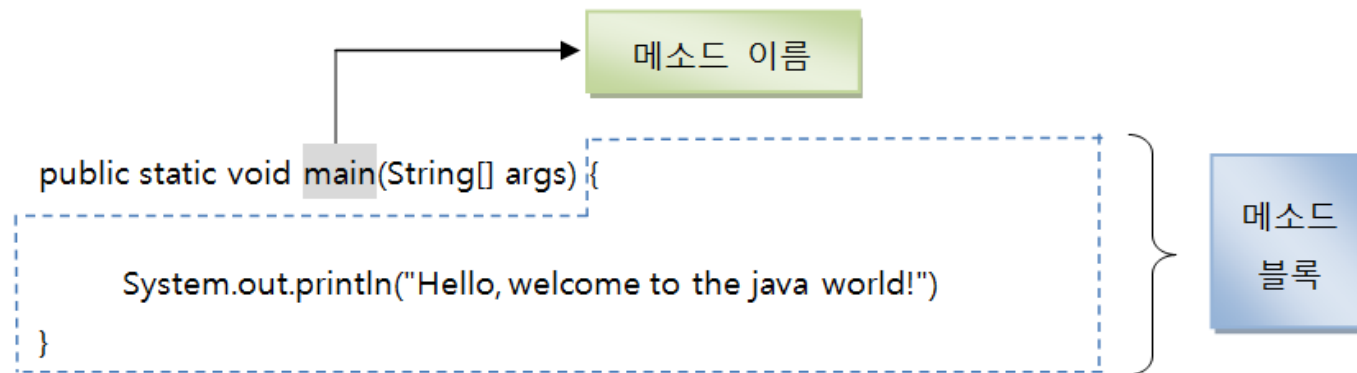 메소드 이름
public static void main(String[] args) {
메소드
블록
System.out.println("Hello, welcome to the java world!")
}